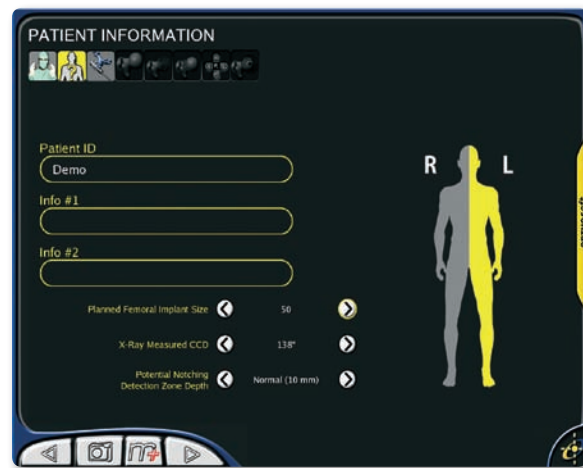 PATIENT INFORMATION
Patient ID
Demo
R L
Info #1
Info #2
Planned Femoral Implant Size 50
X-Ray Measured CCD 138°
Potential Notching
Detection Zone Depth Normal (10 mm)
m+